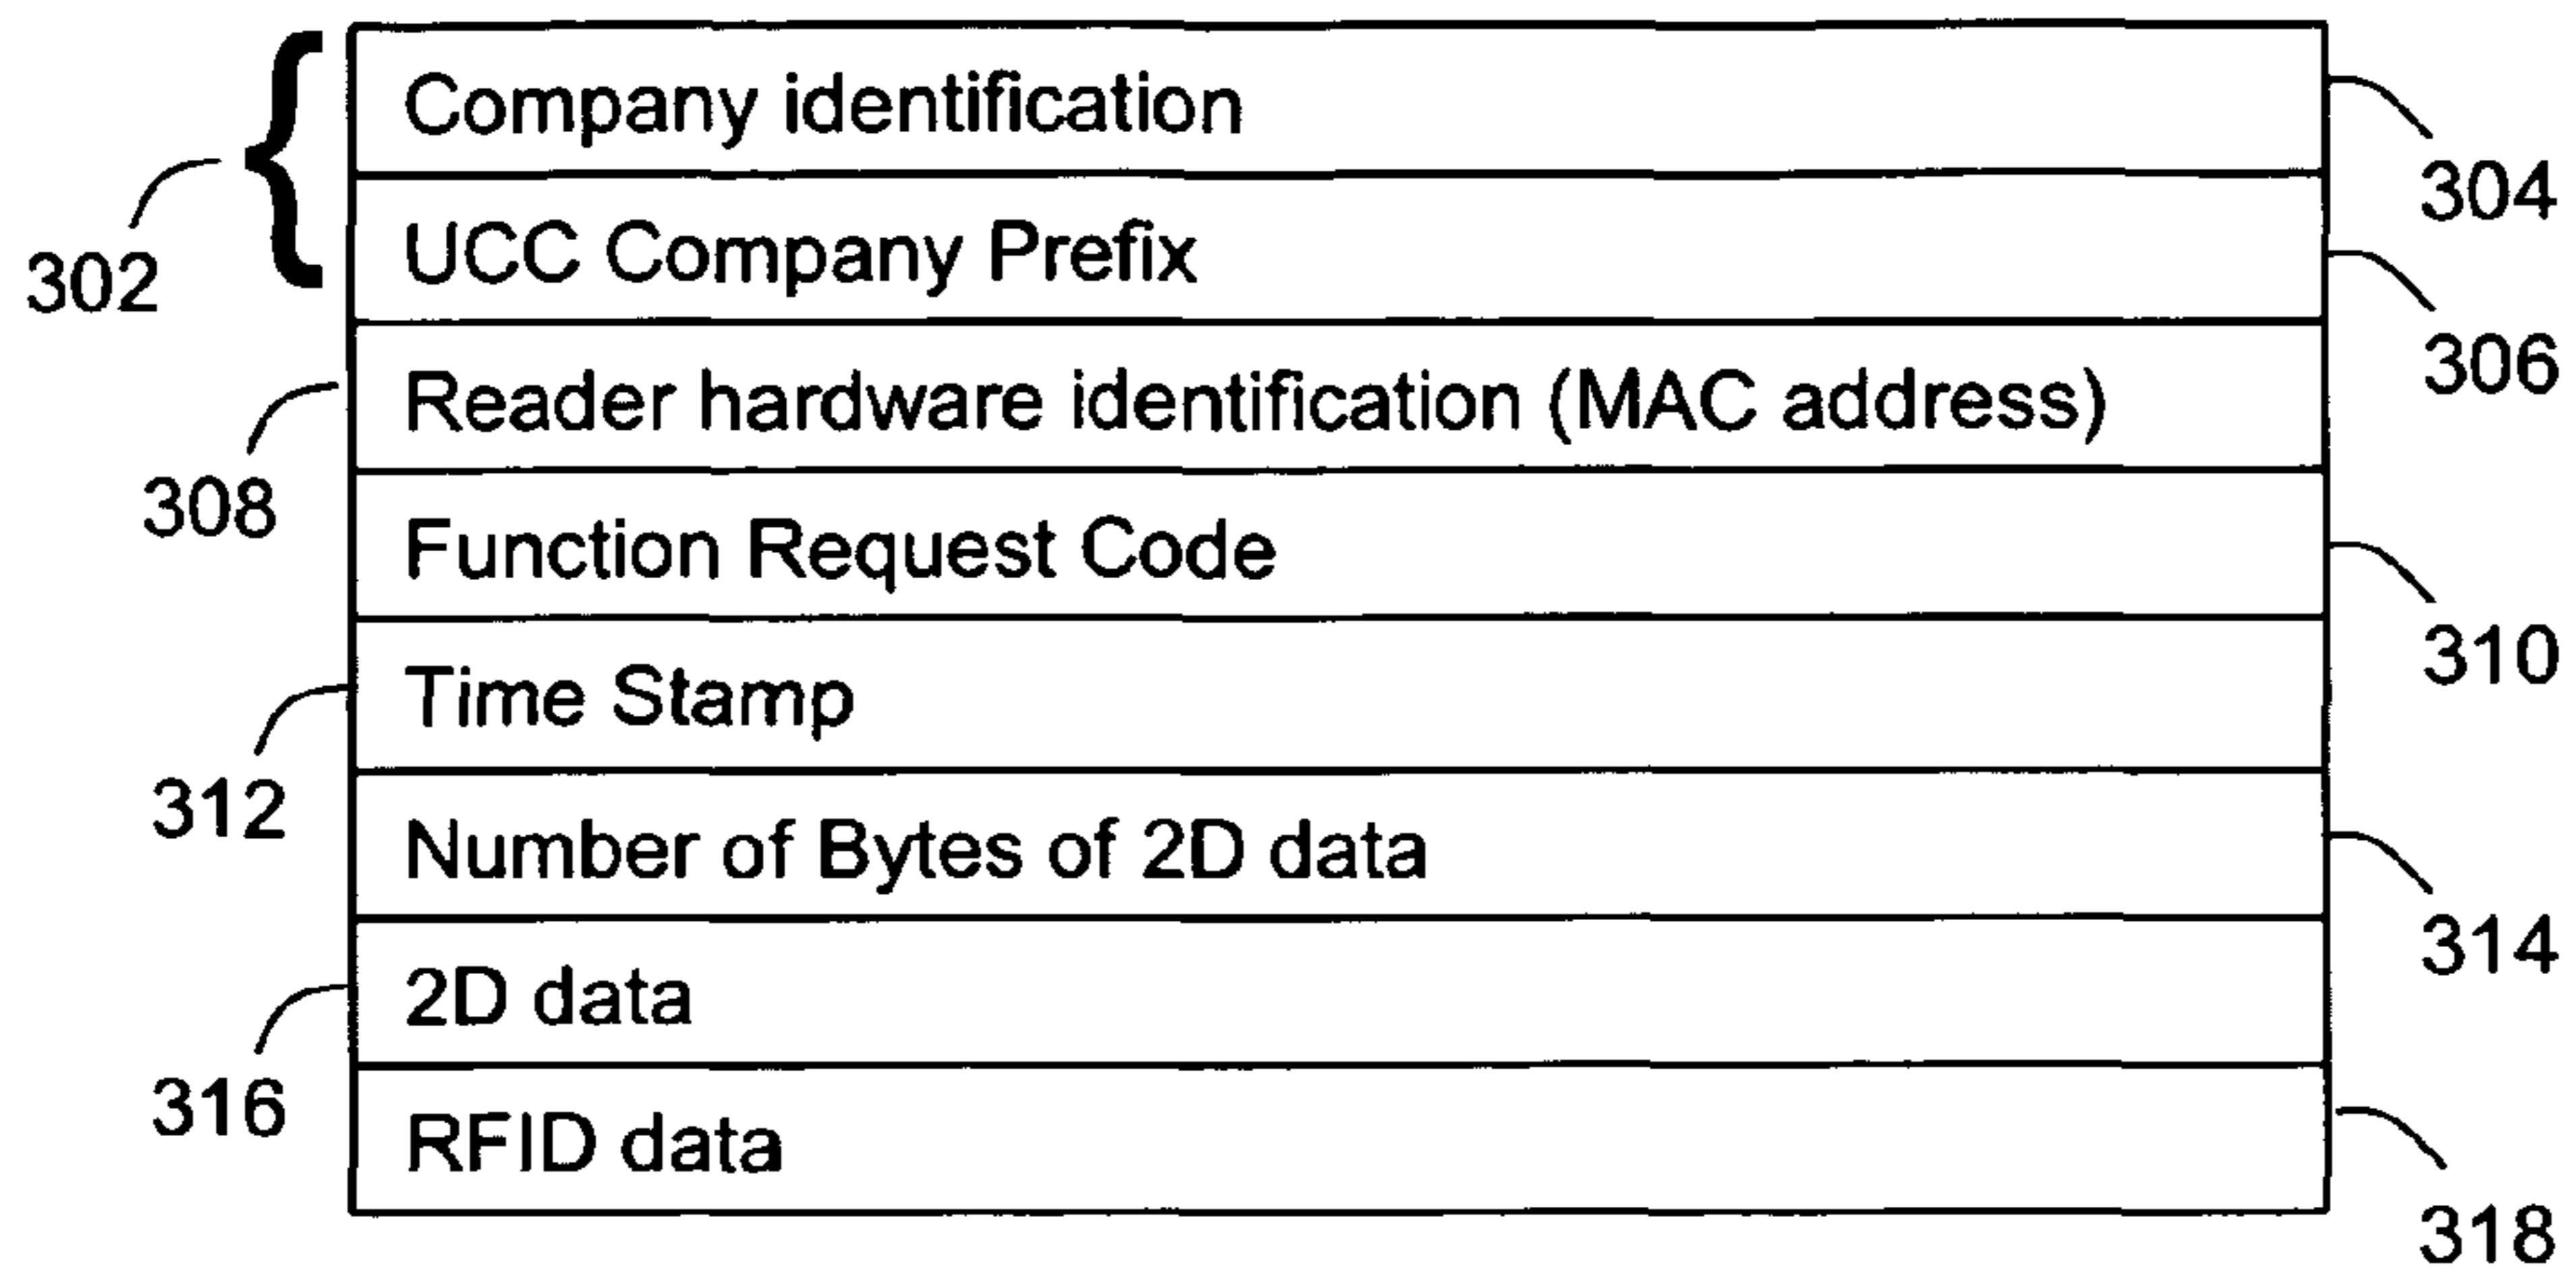 Company identification
304
302
UCC Company Prefix
306
Reader hardware identification (MAC address)
308
Function Request Code
310
Time Stamp
312
Number of Bytes of 2D data
314
2D data
316
RFID data
318